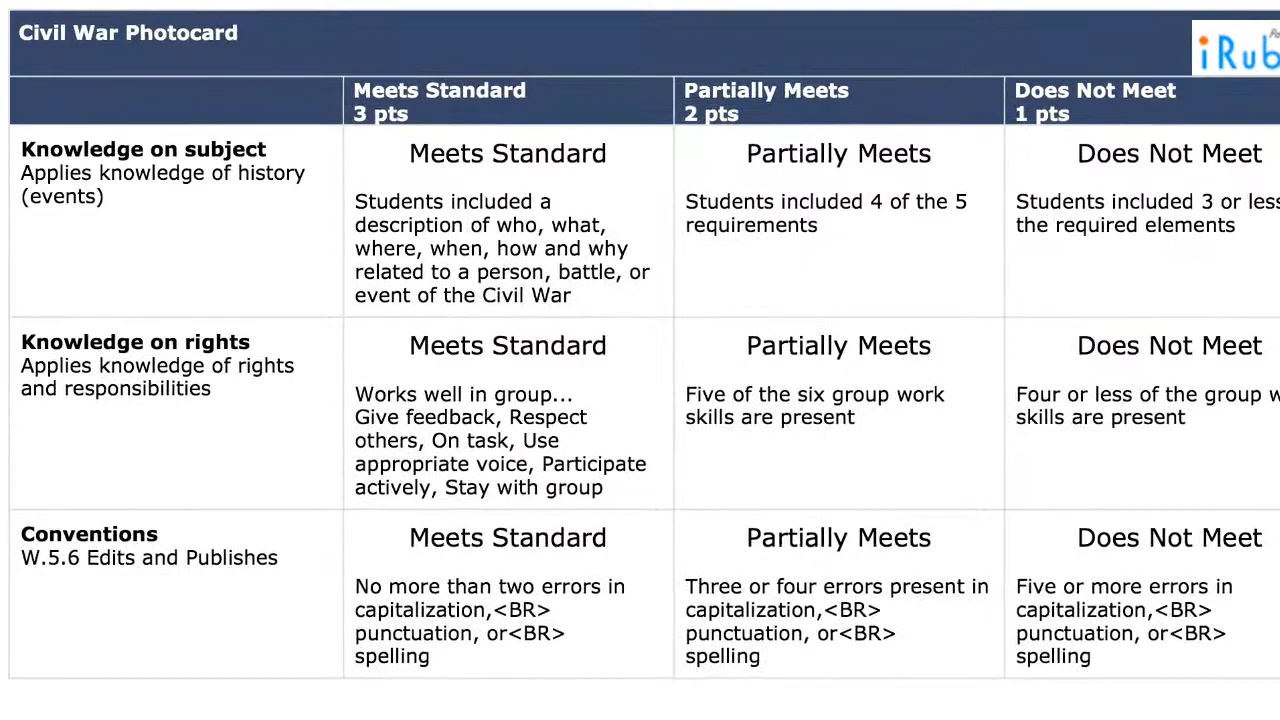 Civil War Photocard
iRub
Meets Standard
3 pts
Partially Meets
2 pts
Does Not Meet
1 pts
Knowledge on subject
Applies knowledge of history
(events)
Meets Standard
Students included a
description of who, what,
where, when, how and why
related to a person, battle, or
event of the Civil War
Partially Meets
Students included 4 of the 5
requirements
Does Not Meet
Students included 3 or less
the required elements
Knowledge on rights
Applies knowledge of rights
and responsibilities
Meets Standard
Works well in group...
Give feedback, Respect
others, On task, Use
appropriate voice, Participate
actively, Stay with group
Partially Meets
Five of the six group work
skills are present
Does Not Meet
Four or less of the group w
skills are present
Conventions
W.5.6 Edits and Publishes
Meets Standard
No more than two errors in
capitalization,<BR>
punctuation, or<BR>
spelling
Partially Meets
Three or four errors present in
capitalization,<BR>
punctuation, or<BR>
spelling
Does Not Meet
Five or more errors in
capitalization,<BR>
punctuation, or<BR>
spelling